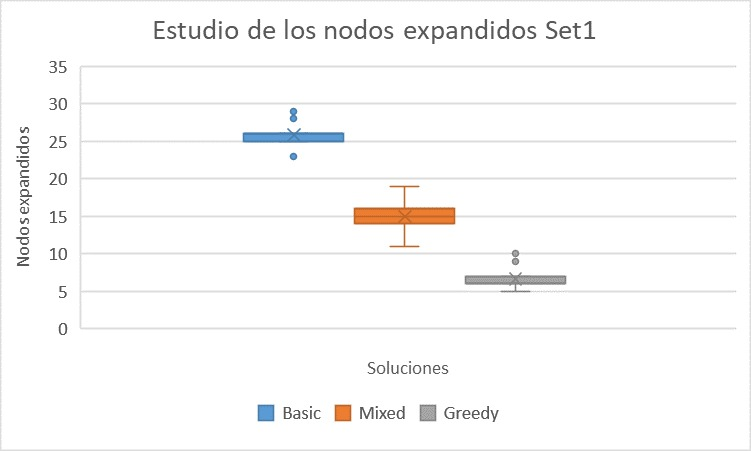 Estudio de los nodos expandidos Set1
35
30
25
20
15
10
5
0
Nodos expandidos
Soluciones
Basic Mixed Greedy